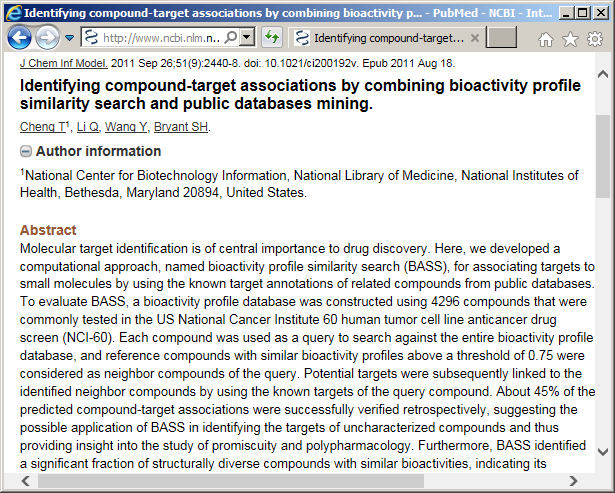 Identifying compound-target associations by combining bioactivity p... - PubMed - NCBI - Int...
http://www.ncbi.nlm.n...
Identifying compound-target...
J Chem Inf Model. 2011 Sep 26;51(9):2440-8. doi: 10.1021/ci200192v. Epub 2011 Aug 18.
Identifying compound-target associations by combining bioactivity profile
similarity search and public databases mining.
Cheng T1, Li Q, Wang Y, Bryant SH.
Author information
1National Center for Biotechnology Information, National Library of Medicine, National Institutes of
Health, Bethesda, Maryland 20894, United States.
Abstract
Molecular target identification is of central importance to drug discovery. Here, we developed a
computational approach, named bioactivity profile similarity search (BASS), for associating targets to
small molecules by using the known target annotations of related compounds from public databases.
To evaluate BASS, a bioactivity profile database was constructed using 4296 compounds that were
commonly tested in the US National Cancer Institute 60 human tumor cell line anticancer drug
screen (NCI-60). Each compound was used as a query to search against the entire bioactivity profile
database, and reference compounds with similar bioactivity profiles above a threshold of 0.75 were
considered as neighbor compounds of the query. Potential targets were subsequently linked to the
identified neighbor compounds by using the known targets of the query compound. About 45% of the
predicted compound-target associations were successfully verified retrospectively, suggesting the
possible application of BASS in identifying the targets of uncharacterized compounds and thus
providing insight into the study of promiscuity and polypharmacology. Furthermore, BASS identified
a significant fraction of structurally diverse compounds with similar bioactivities, indicating its